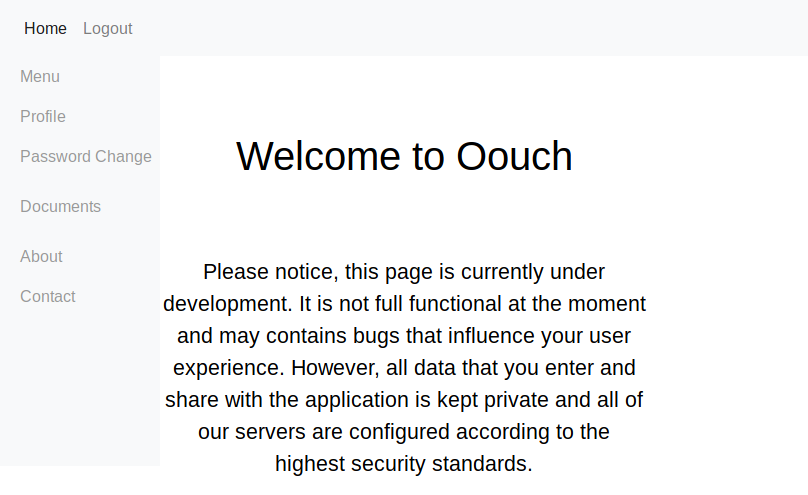 Home Logout
Menu
Profile
Password Change
Documents
About
Contact
Welcome to Oouch
Please notice, this page is currently under
development. It is not full functional at the moment
and may contains bugs that influence your user
experience. However, all data that you enter and
share with the application is kept private and all of
our servers are configured according to the
highest security standards.